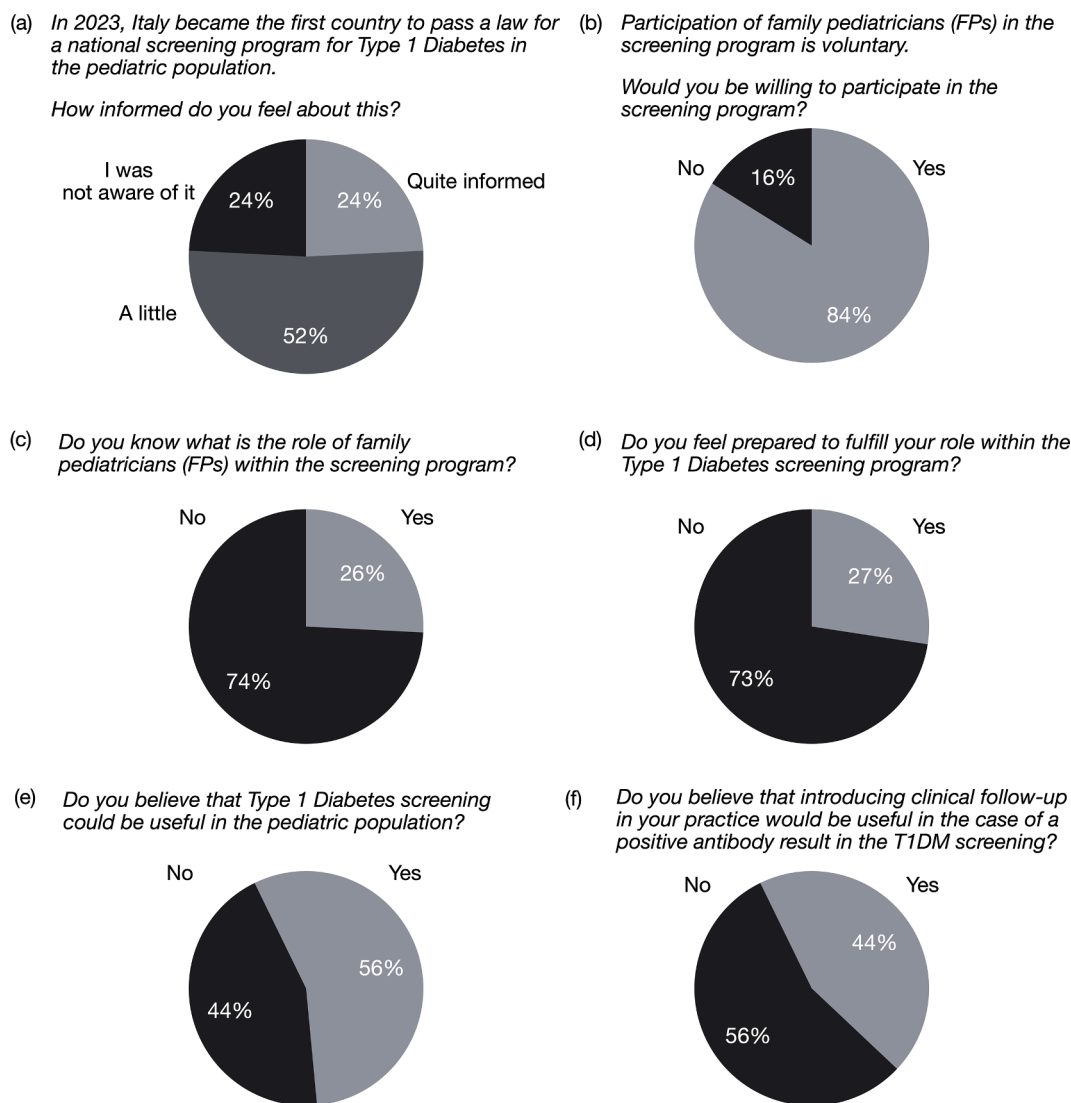 (a) In 2023, Italy became the first country to pass a law for
a national screening program for Type 1 Diabetes in
the pediatric population.
How informed do you feel about this?
I was
not aware of it
24%
24%
Quite informed
A little
52%
(b) Participation of family pediatricians (FPs) in the
screening program is voluntary.
Would you be willing to participate in the
screening program?
No
16%
Yes
84%
(c) Do you know what is the role of family
pediatricians (FPs) within the screening program?
No
Yes
26%
74%
(d) Do you feel prepared to fulfill your role within the
Type 1 Diabetes screening program?
No
Yes
27%
73%
(e) Do you believe that Type 1 Diabetes screening
could be useful in the pediatric population?
No
Yes
56%
44%
(f) Do you believe that introducing clinical follow-up
in your practice would be useful in the case of a
positive antibody result in the T1DM screening?
No
Yes
44%
56%